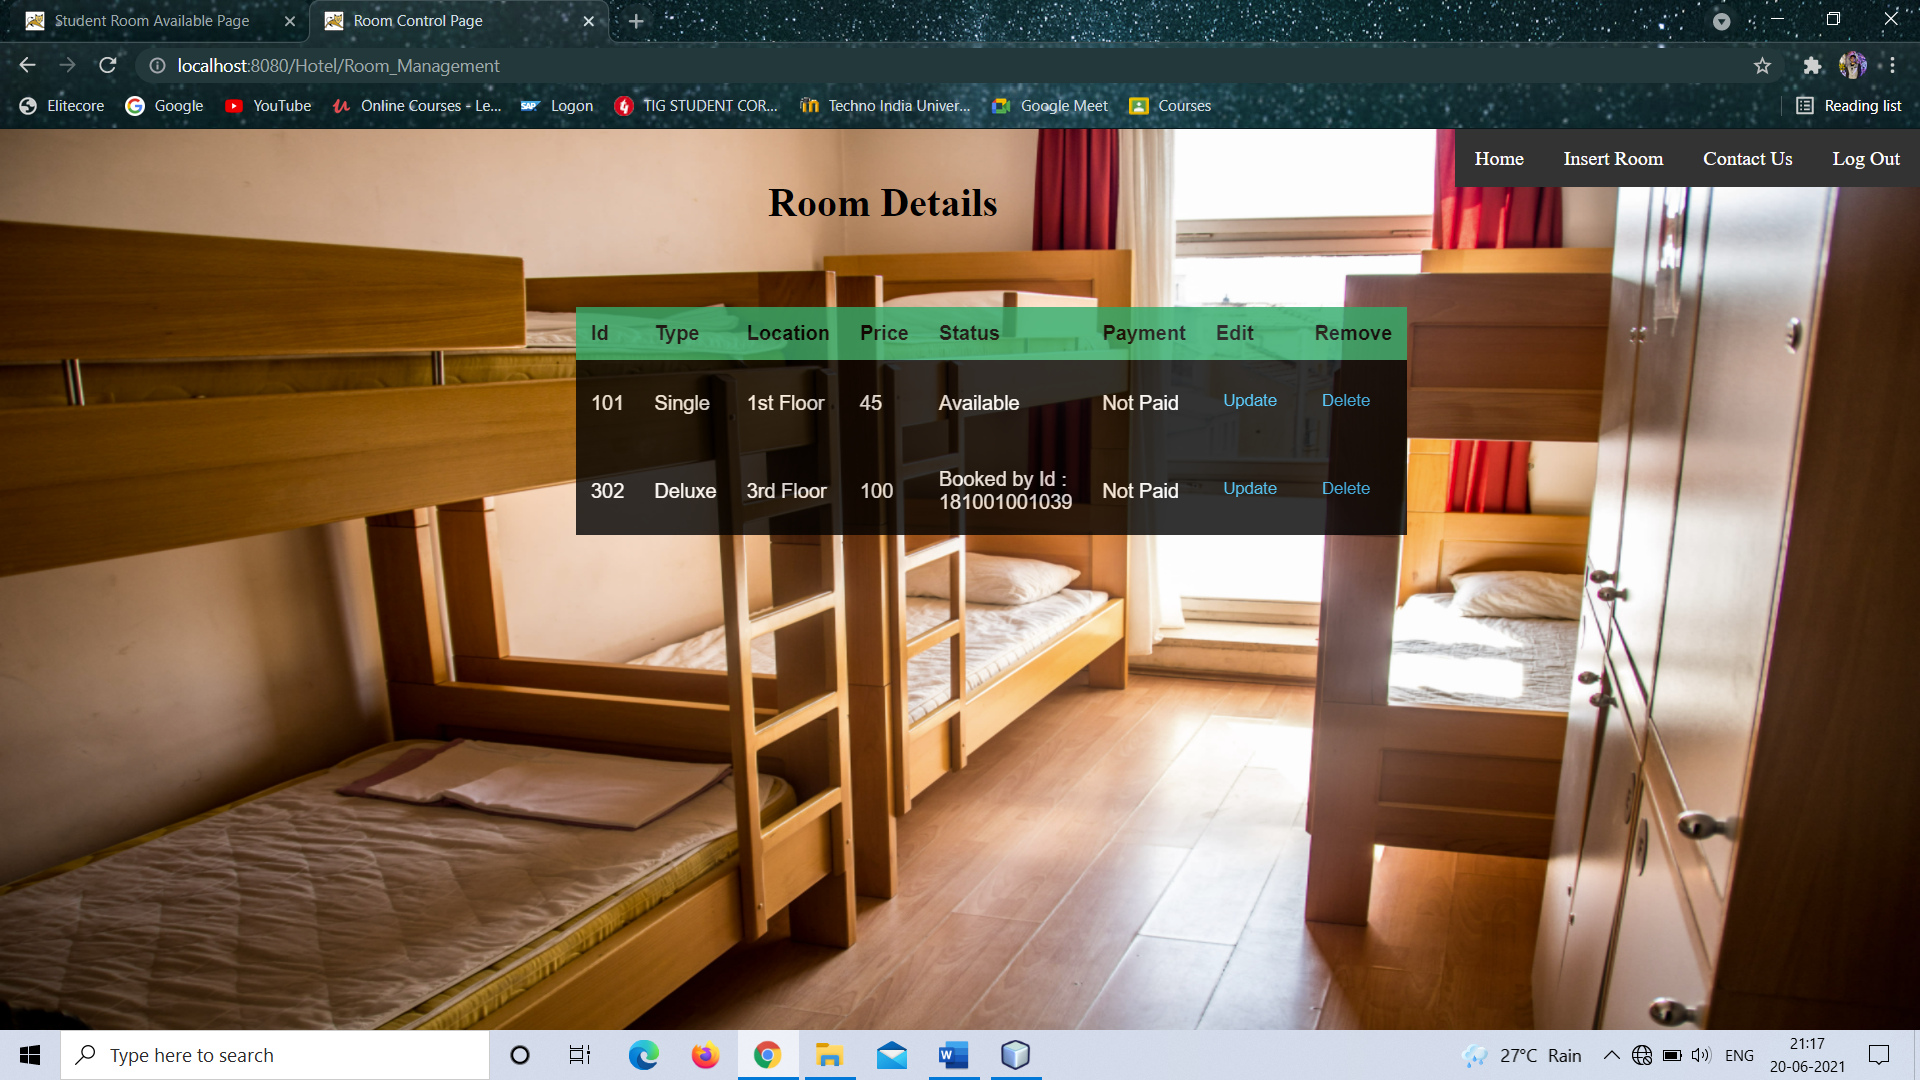 Student Room Available Page
Room Control Page
localhost:8080/Hotel/Room_Management
Elitecore Google YouTube Online Courses - Le... Logon TIG STUDENT COR... Techno India Univer... Google Meet Courses Reading list
Home Insert Room Contact Us Log Out
Room Details
Id Type Location Price Status Payment Edit Remove
101 Single 1st Floor 45 Available Not Paid Update Delete
302 Deluxe 3rd Floor 100 Booked by Id :
181001001039 Not Paid Update Delete
Type here to search
27°C Rain ENG
21:17
20-06-2021